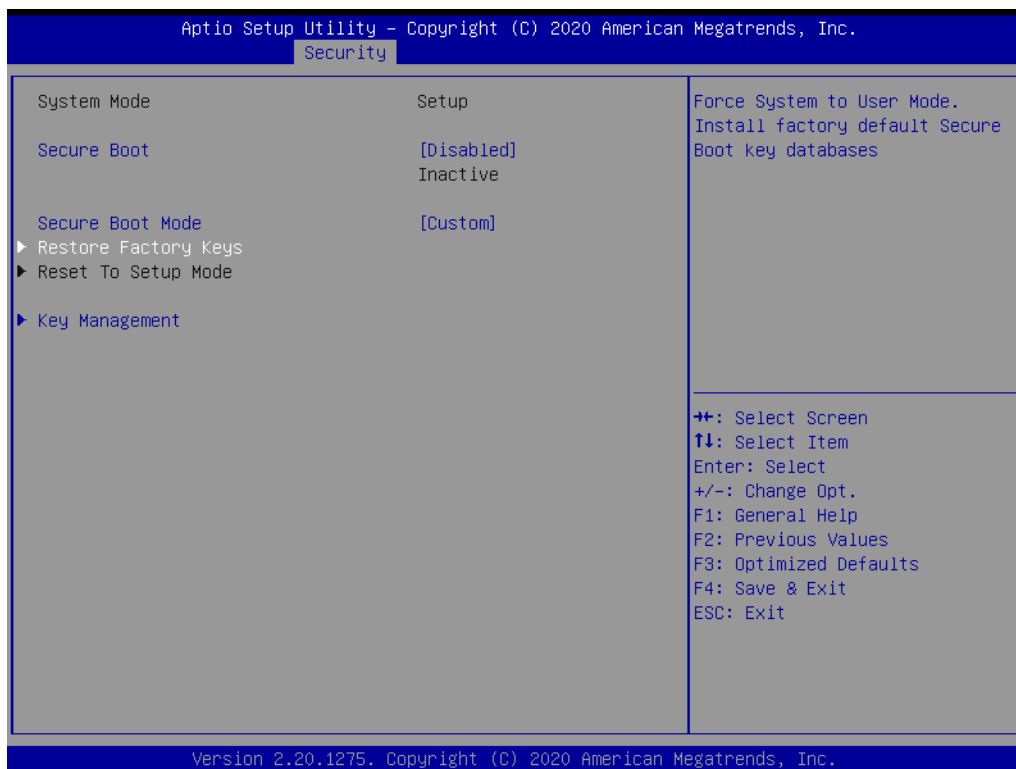 Aptio Setup Utility – Copyright (C) 2020 American Megatrends, Inc.
Security
System Mode Setup
Secure Boot [Disabled]
Inactive
Secure Boot Mode [Custom]
Restore Factory Keys
Reset To Setup Mode
Key Management
Force System to User Mode.
Install factory default Secure
Boot key databases
→←: Select Screen
↑↓: Select Item
Enter: Select
+/-: Change Opt.
F1: General Help
F2: Previous Values
F3: Optimized Defaults
F4: Save & Exit
ESC: Exit
Version 2.20.1275. Copyright (C) 2020 American Megatrends, Inc.